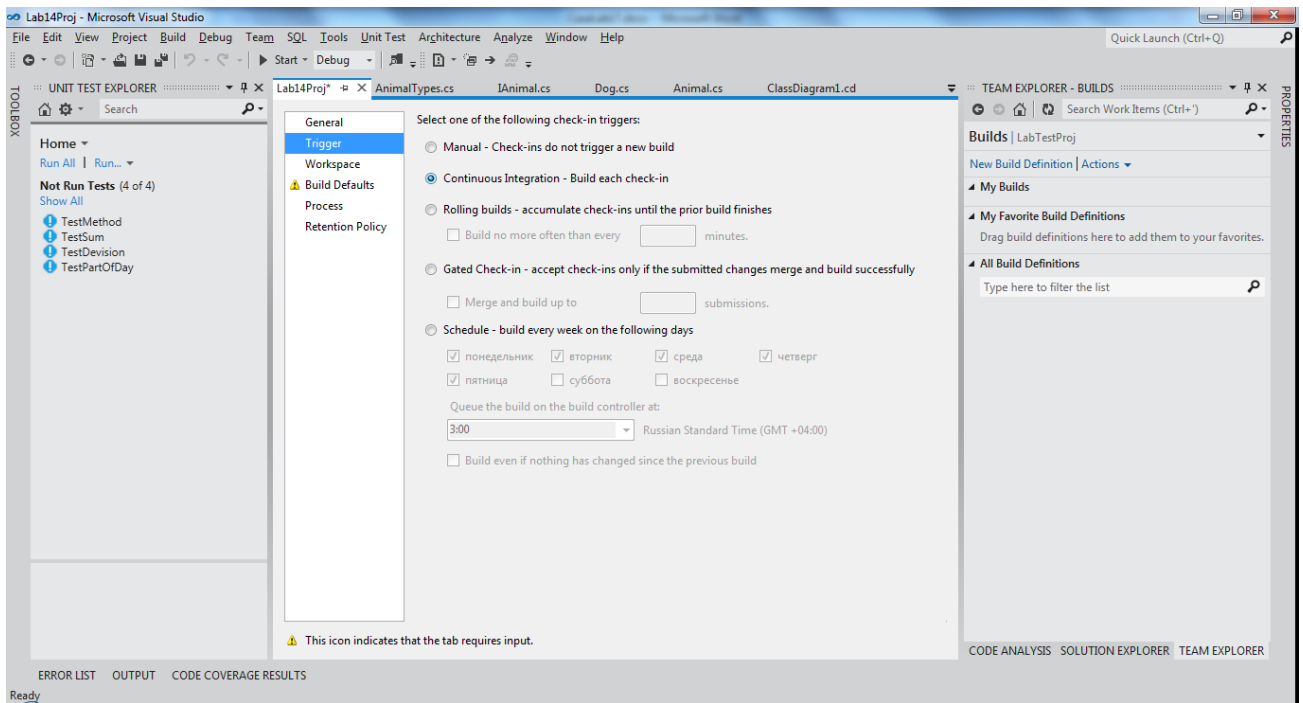 Lab14Proj - Microsoft Visual Studio
File Edit View Project Build Debug Team SQL Tools Unit Test Architecture Analyze Window Help
Quick Launch (Ctrl+Q)
Start Debug
TOOLBOX
UNIT TEST EXPLORER
Search
Home
Run All | Run...
Not Run Tests (4 of 4)
Show All
TestMethod
TestSum
TestDevision
TestPartOfDay
Lab14Proj* AnimalTypes.cs IAnimal.cs Dog.cs Animal.cs ClassDiagram1.cd
General
Trigger
Workspace
Build Defaults
Process
Retention Policy
Select one of the following check-in triggers:
Manual - Check-ins do not trigger a new build
Continuous Integration - Build each check-in
Rolling builds - accumulate check-ins until the prior build finishes
Build no more often than every minutes.
Gated Check-in - accept check-ins only if the submitted changes merge and build successfully
Merge and build up to submissions.
Schedule - build every week on the following days
понедельник вторник среда четверг
пятница суббота воскресенье
Queue the build on the build controller at:
3:00 Russian Standard Time (GMT +04:00)
Build even if nothing has changed since the previous build
This icon indicates that the tab requires input.
TEAM EXPLORER - BUILDS
Search Work Items (Ctrl+')
Builds | LabTestProj
New Build Definition | Actions
My Builds
My Favorite Build Definitions
Drag build definitions here to add them to your favorites.
All Build Definitions
Type here to filter the list
CODE ANALYSIS SOLUTION EXPLORER TEAM EXPLORER
PROPERTIES
ERROR LIST OUTPUT CODE COVERAGE RESULTS
Ready